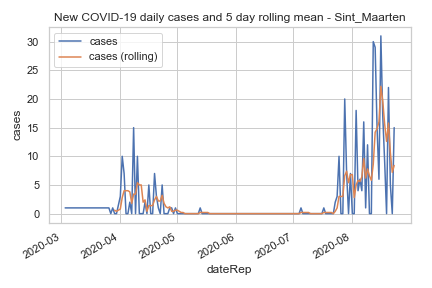 New COVID-19 daily cases and 5 day rolling mean - Sint_Maarten
cases
cases (rolling)
30
25
20
15
10
5
0
cases
2020-03
2020-04
2020-05
2020-06
2020-07
2020-08
dateRep